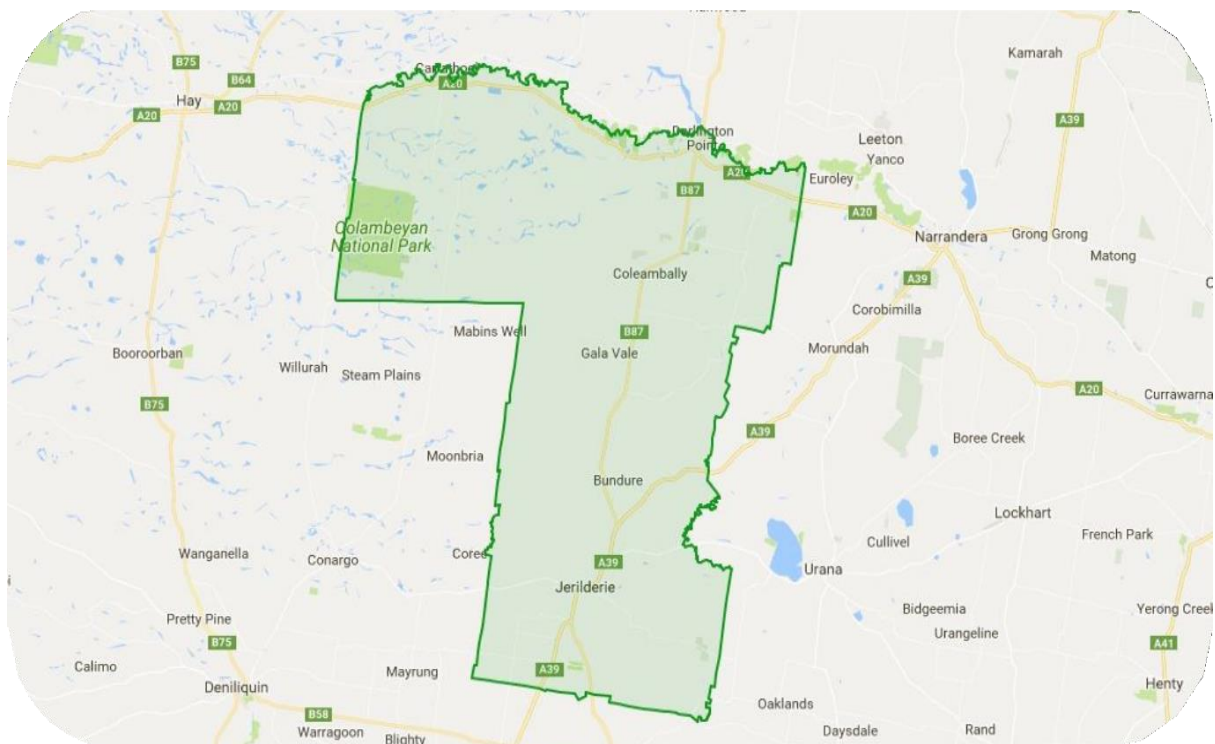 Kamarah
B75
B64
Hay
A20
A20
A20
A39
Darlington
Point
Leeton
Yanco
A20
B87
Euroley
A20
Colambeyan
National Park
Narrandera
Grong Grong
Matong
Coleambally
A39
Corobimilla
Mabins Well
B87
Booroorban
Gala Vale
Morundah
Willurah
Steam Plains
A20
Currawarna
B75
A39
Boree Creek
Moonbria
Bundure
Lockhart
French Park
Wanganella
Coree
Cullivel
Conargo
A39
Urana
Jerilderie
Bidgeemia
Yerong Creek
Pretty Pine
Urangeline
B75
A41
Calimo
Mayrung
A39
Deniliquin
Henty
B58
Oaklands
Warragoon
Blighty
Daysdale
Rand